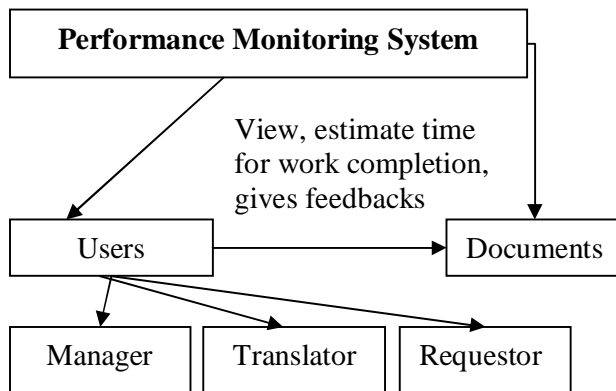 Performance Monitoring System
View, estimate time
for work completion,
gives feedbacks
Users
Documents
Manager
Translator
Requestor